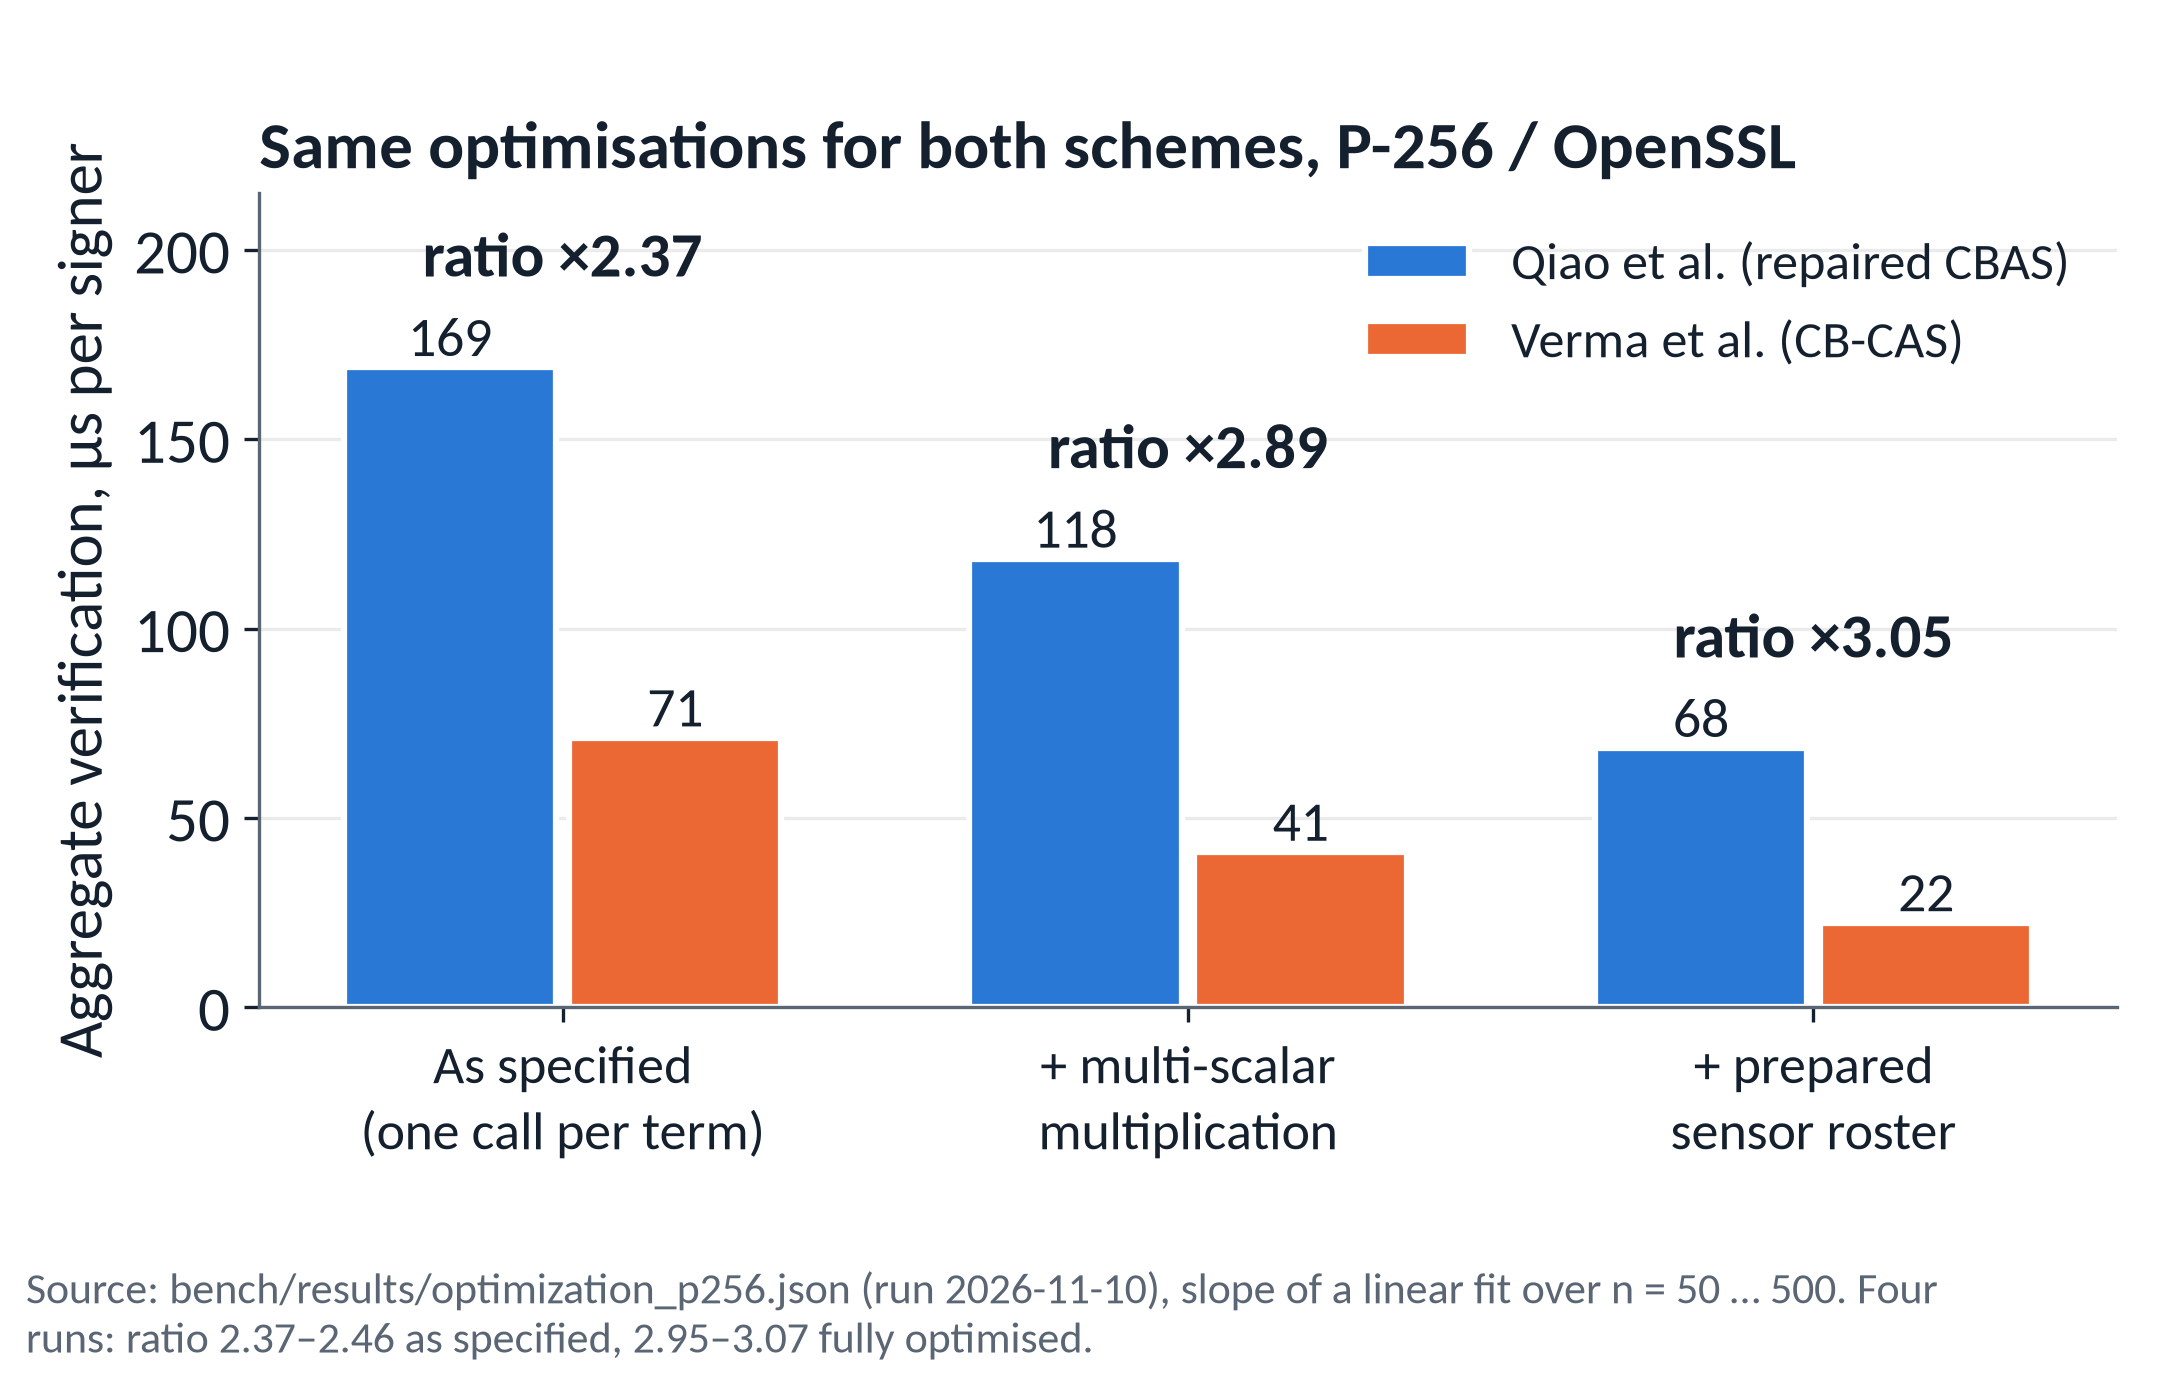 Same optimisations for both schemes, P-256 / OpenSSL
Aggregate verification, µs per signer
200
150
100
50
0
ratio ×2.37
169
71
ratio ×2.89
118
41
ratio ×3.05
68
22
Qiao et al. (repaired CBAS)
Verma et al. (CB-CAS)
As specified
(one call per term)
+ multi-scalar
multiplication
+ prepared
sensor roster
Source: bench/results/optimization_p256.json (run 2026-11-10), slope of a linear fit over n = 50 … 500. Four
runs: ratio 2.37–2.46 as specified, 2.95–3.07 fully optimised.